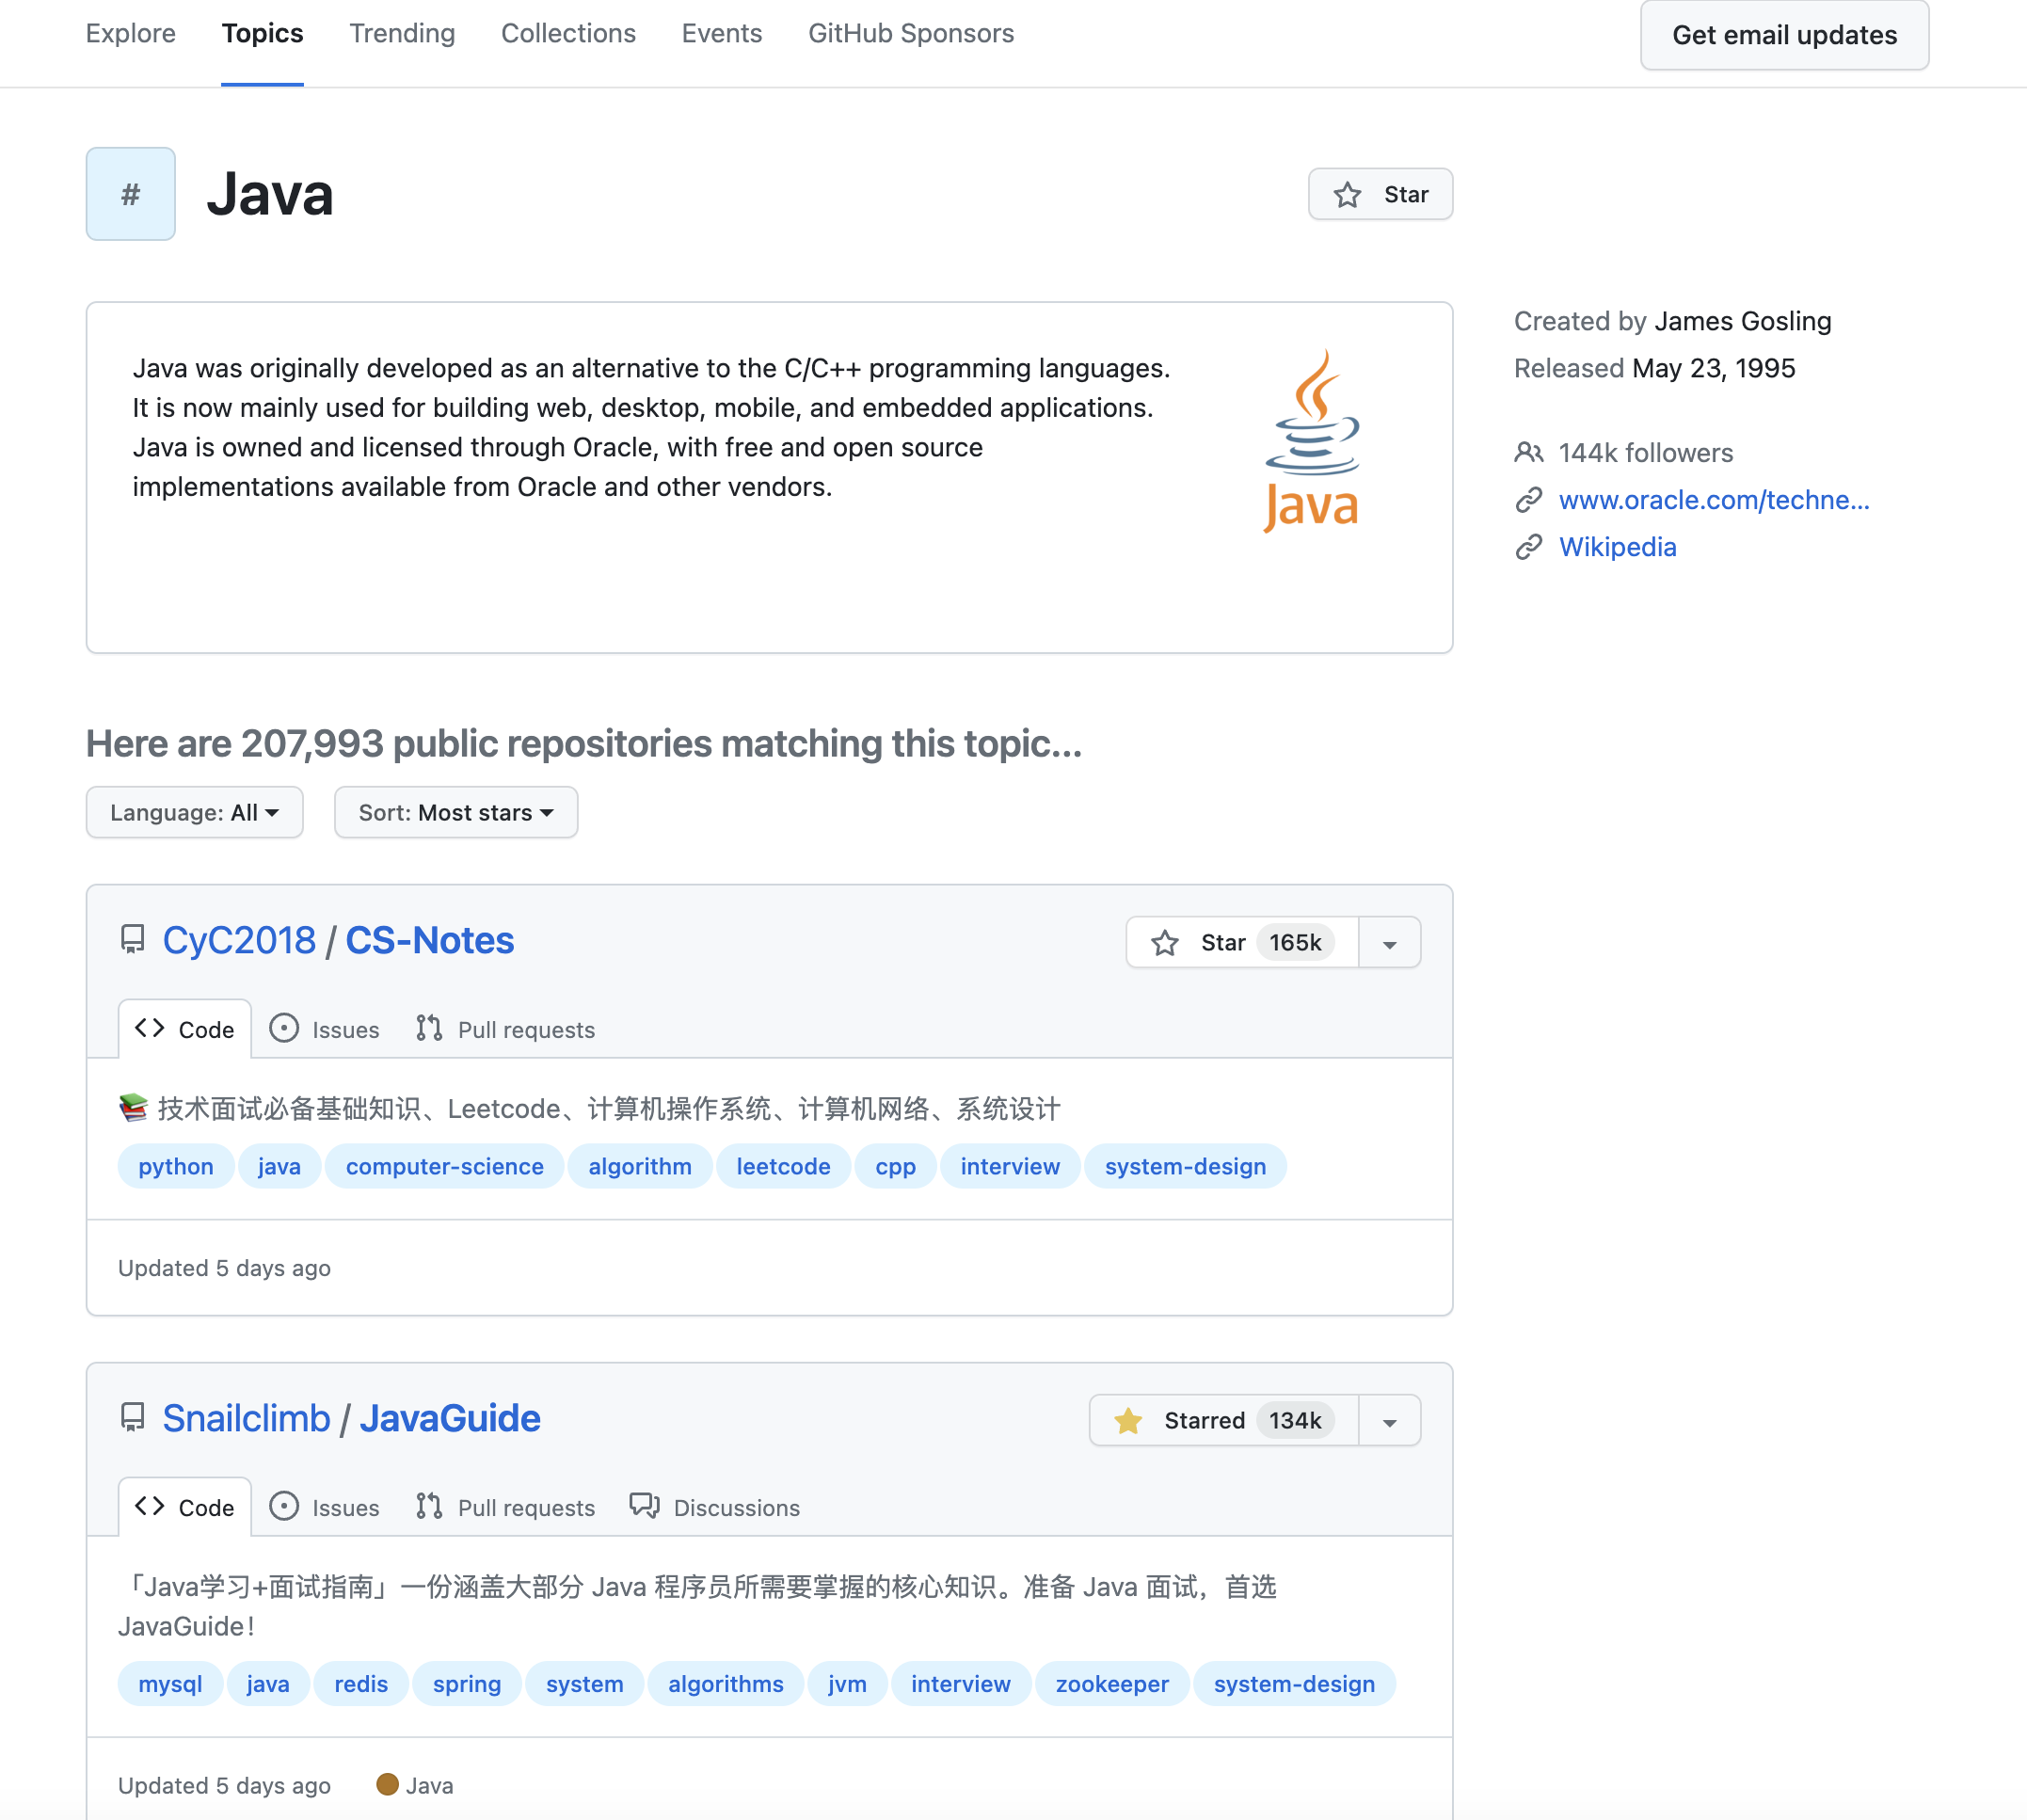 Explore Topics Trending Collections Events GitHub Sponsors Get email updates
# Java Star
Java was originally developed as an alternative to the C/C++ programming languages.
It is now mainly used for building web, desktop, mobile, and embedded applications.
Java is owned and licensed through Oracle, with free and open source
implementations available from Oracle and other vendors.
Java
Created by James Gosling
Released May 23, 1995
144k followers
www.oracle.com/techne...
Wikipedia
Here are 207,993 public repositories matching this topic...
Language: All Sort: Most stars
CyC2018 / CS-Notes Star 165k
Code Issues Pull requests
📚 技术面试必备基础知识、Leetcode、计算机操作系统、计算机网络、系统设计
python java computer-science algorithm leetcode cpp interview system-design
Updated 5 days ago
Snailclimb / JavaGuide Starred 134k
Code Issues Pull requests Discussions
「Java学习+面试指南」一份涵盖大部分 Java 程序员所需要掌握的核心知识。准备 Java 面试，首选
JavaGuide！
mysql java redis spring system algorithms jvm interview zookeeper system-design
Updated 5 days ago Java